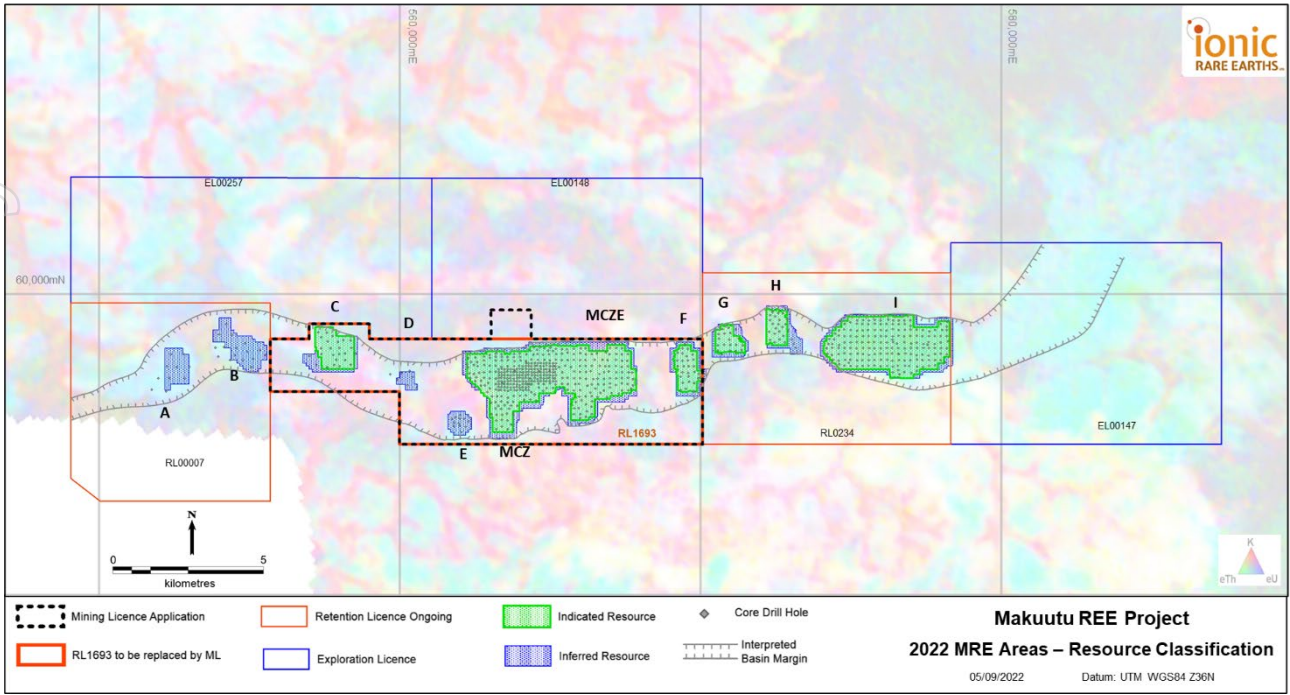 560,000mE
580,000mE
ionic
RARE EARTHS
EL00257
EL00148
60,000mN
C
D
MCZE
F
G
H
I
A
B
E
MCZ
RL1693
RL0234
EL00147
RL00007
N
0 5
kilometres
K
eTh eU
Mining Licence Application
Retention Licence Ongoing
Indicated Resource
Core Drill Hole
RL1693 to be replaced by ML
Exploration Licence
Inferred Resource
Interpreted
Basin Margin
Makuutu REE Project
2022 MRE Areas – Resource Classification
05/09/2022 Datum: UTM WGS84 Z36N